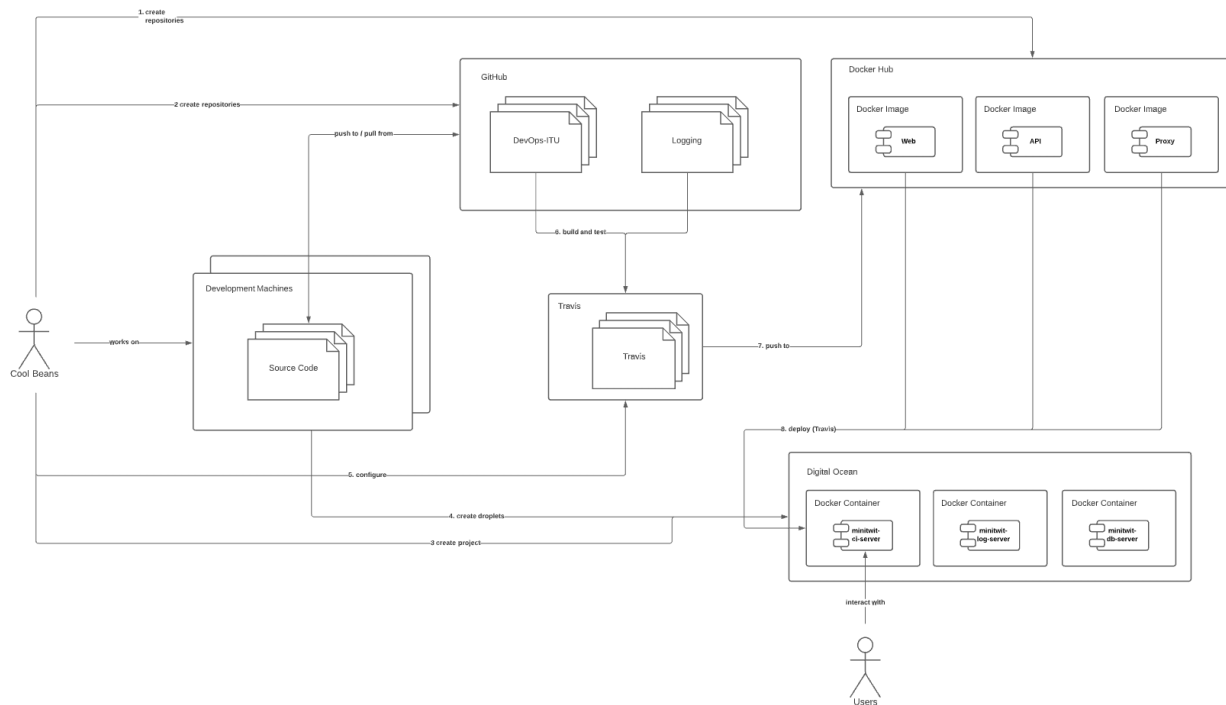 1. create
repositories
GitHub
Docker Hub
2 create repositories
DevOps-ITU
Logging
push to / pull from
Docker Image
Docker Image
Docker Image
Web
API
Proxy
6. build and test
Development Machines
Source Code
Travis
Travis
Cool Beans
works on
7. push to
8. deploy (Travis)
5. configure
Digital Ocean
Docker Container
Docker Container
Docker Container
minitwit-
ci-server
minitwit-
log-server
minitwit-
db-server
4. create droplets
3 create project
interact with
Users